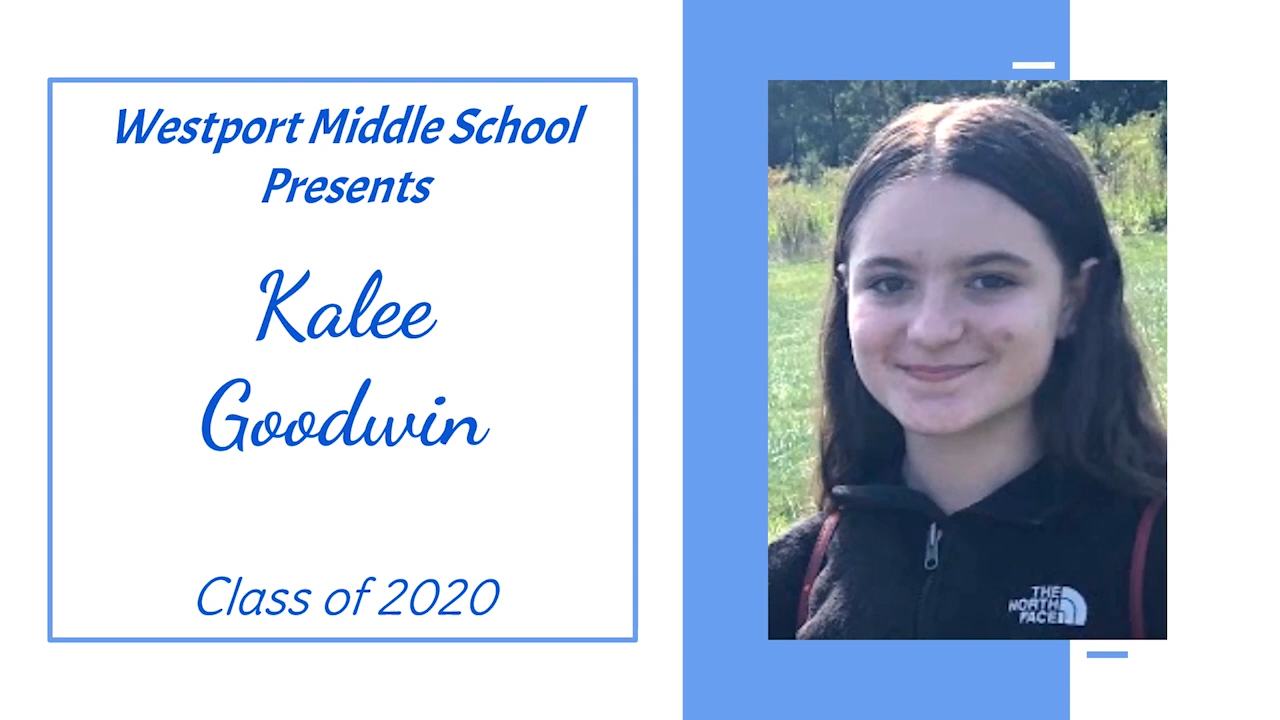 Westport Middle School
Presents
Kalee
Goodwin
Class of 2020
THE
NORTH
FACE